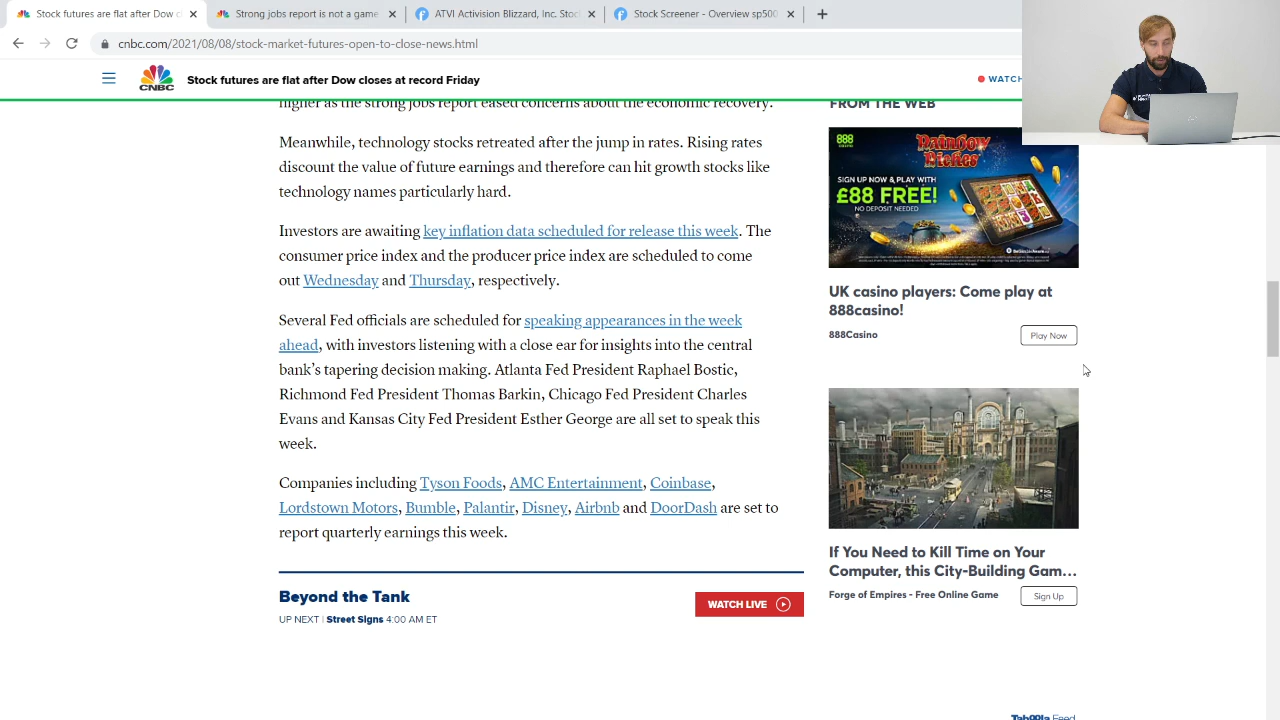 Stock futures are flat after Dow c
Strong jobs report is not a game
ATVI Activision Blizzard, Inc. Stoc
Stock Screener - Overview sp500
cnbc.com/2021/08/08/stock-market-futures-open-to-close-news.html
CNBC
Stock futures are flat after Dow closes at record Friday
WATCH
higher as the strong jobs report eased concerns about the economic recovery.
Meanwhile, technology stocks retreated after the jump in rates. Rising rates
discount the value of future earnings and therefore can hit growth stocks like
technology names particularly hard.
Investors are awaiting key inflation data scheduled for release this week. The
consumer price index and the producer price index are scheduled to come
out Wednesday and Thursday, respectively.
Several Fed officials are scheduled for speaking appearances in the week
ahead, with investors listening with a close ear for insights into the central
bank's tapering decision making. Atlanta Fed President Raphael Bostic,
Richmond Fed President Thomas Barkin, Chicago Fed President Charles
Evans and Kansas City Fed President Esther George are all set to speak this
week.
Companies including Tyson Foods, AMC Entertainment, Coinbase,
Lordstown Motors, Bumble, Palantir, Disney, Airbnb and DoorDash are set to
report quarterly earnings this week.
Beyond the Tank
UP NEXT | Street Signs 4:00 AM ET
WATCH LIVE
FROM THE WEB
888
Rainbow
Riches
SIGN UP NOW & PLAY WITH
£88 FREE!
NO DEPOSIT NEEDED
UK casino players: Come play at
888casino!
888Casino
Play Now
If You Need to Kill Time on Your
Computer, this City-Building Gam...
Forge of Empires - Free Online Game
Sign Up
Taboola Feed